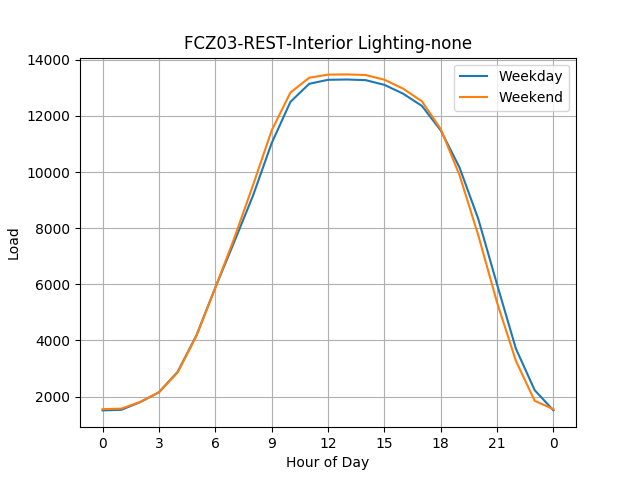 FCZ03-REST-Interior Lighting-none
14000
12000
10000
8000
6000
4000
2000
Load
Weekday
Weekend
0 3 6 9 12 15 18 21 0
Hour of Day